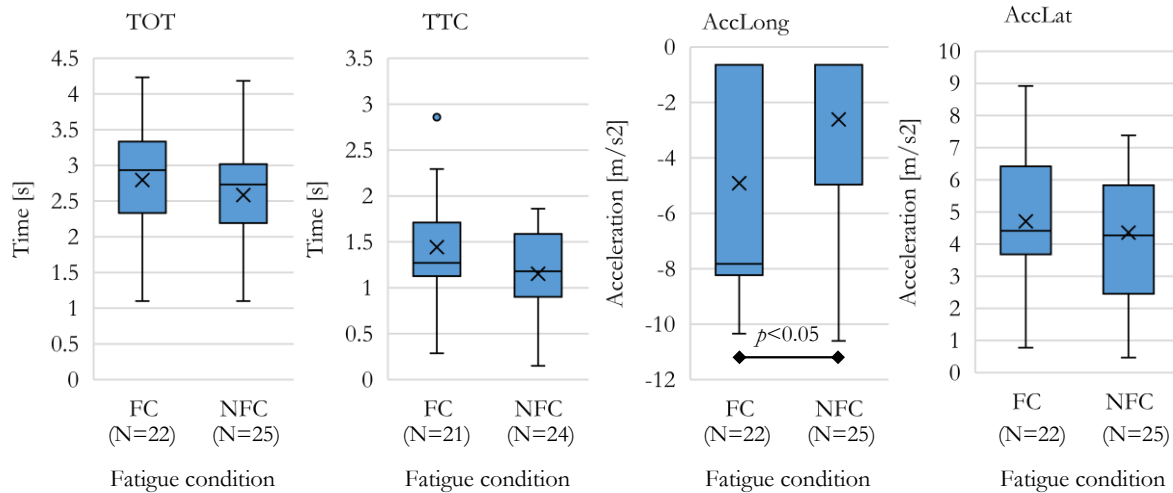 TOT
Time [s]
4.5
4
3.5
3
2.5
2
1.5
1
0.5
0
FC
(N=22)
NFC
(N=25)
Fatigue condition
TTC
Time [s]
3.5
3
2.5
2
1.5
1
0.5
0
FC
(N=21)
NFC
(N=24)
Fatigue condition
AccLong
Acceleration [m/s2]
0
-2
-4
-6
-8
-10
-12
p<0.05
FC
(N=22)
NFC
(N=25)
Fatigue condition
AccLat
Acceleration [m/s2]
10
9
8
7
6
5
4
3
2
1
0
FC
(N=22)
NFC
(N=25)
Fatigue condition